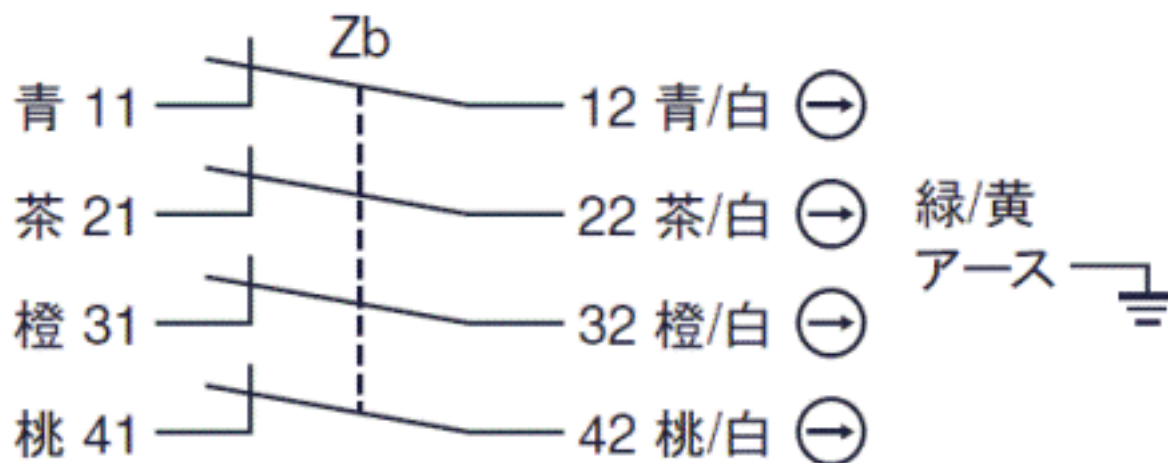 Zb
青 11 12 青/白
茶 21 22 茶/白
緑/黄
アース
橙 31 32 橙/白
桃 41 42 桃/白